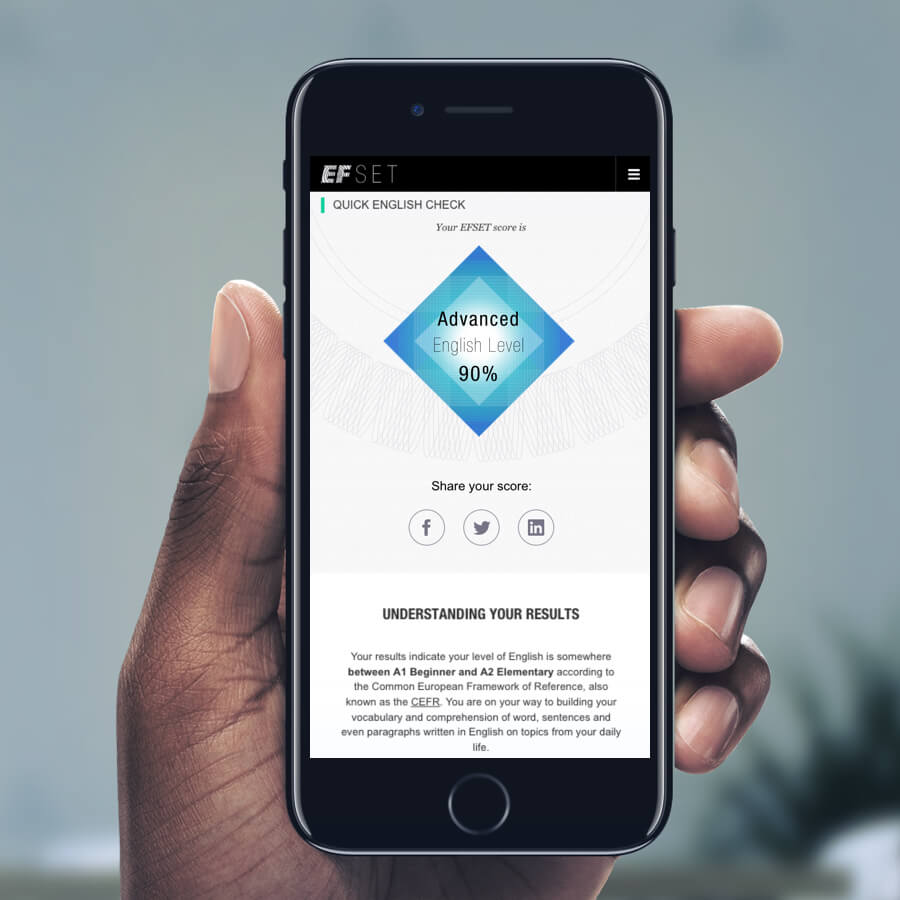 EFSET
QUICK ENGLISH CHECK
Your EFSET score is
Advanced
English Level
90%
Share your score:
UNDERSTANDING YOUR RESULTS
Your results indicate your level of English is somewhere
between A1 Beginner and A2 Elementary according to
the Common European Framework of Reference, also
known as the CEFR. You are on your way to building your
vocabulary and comprehension of word, sentences and
even paragraphs written in English on topics from your daily
life.